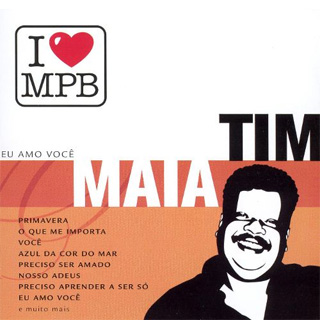 I ♥
MPB
EU AMO VOCÊ
TIM
MAIA
PRIMAVERA
O QUE ME IMPORTA
VOCÊ
AZUL DA COR DO MAR
PRECISO SER AMADO
NOSSO ADEUS
PRECISO APRENDER A SER SÓ
EU AMO VOCÊ
e muito mais